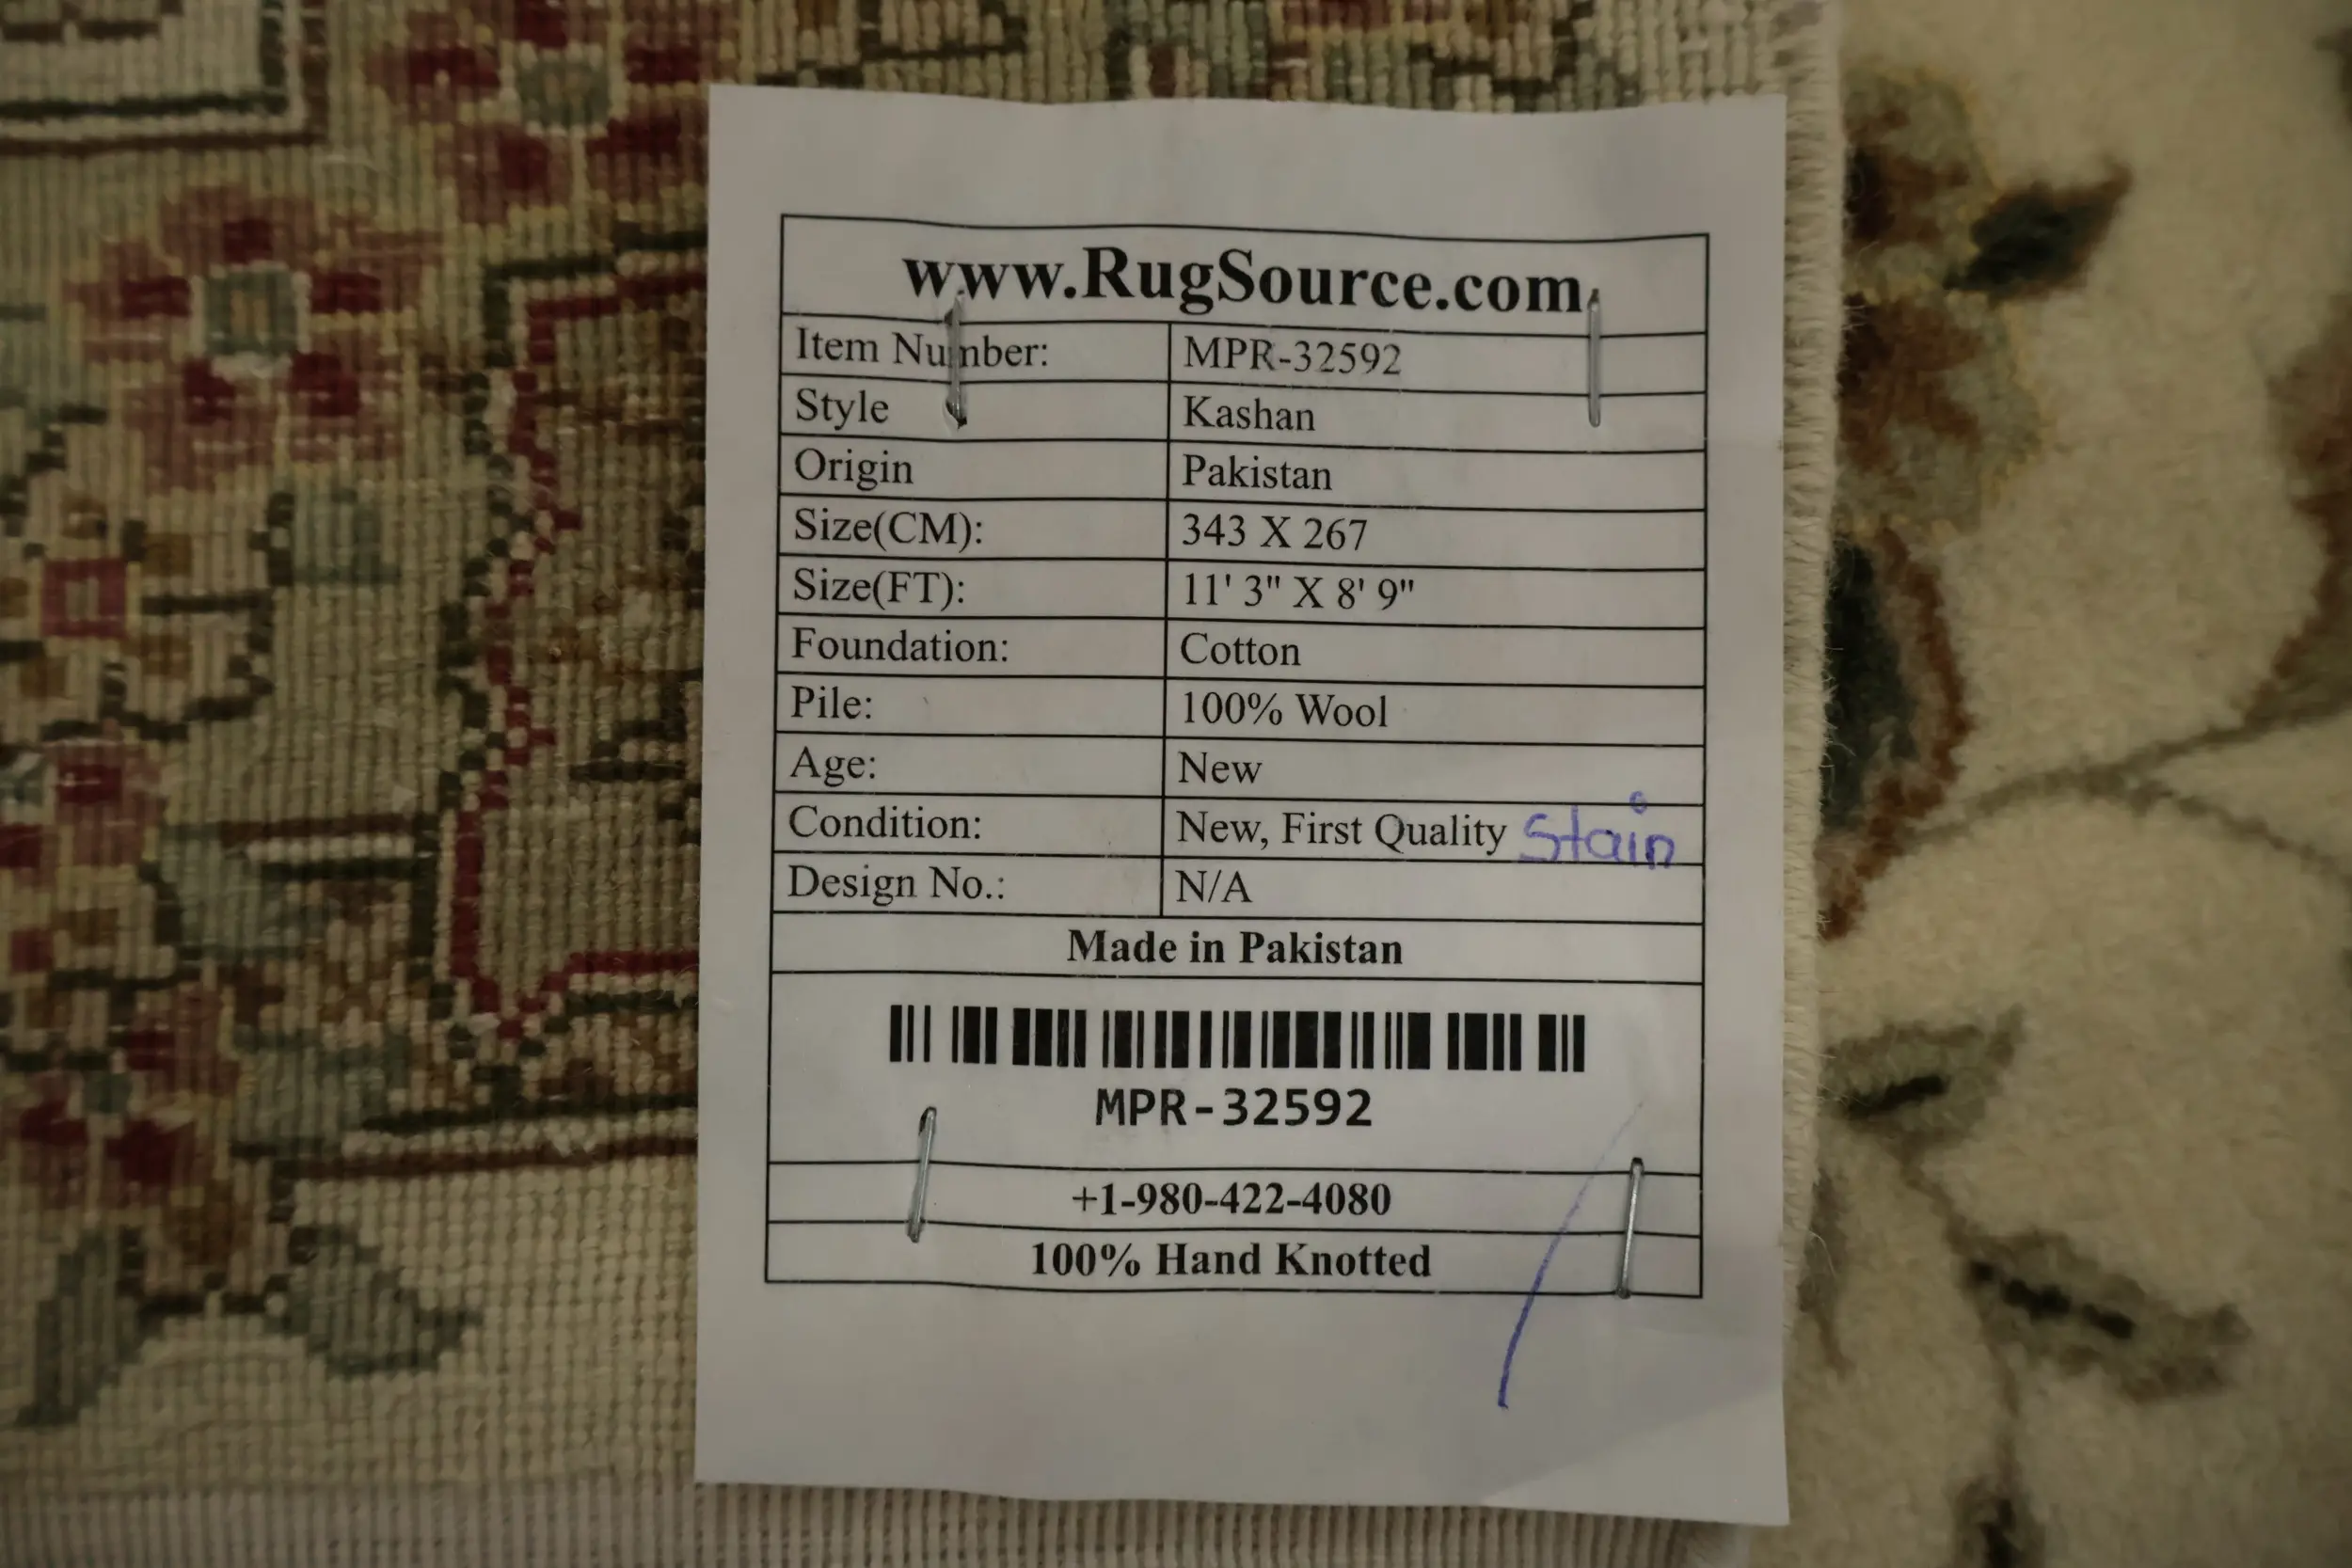 www.RugSource.com
Item Number: MPR-32592
Style Kashan
Origin Pakistan
Size(CM): 343 X 267
Size(FT): 11' 3" X 8' 9"
Foundation: Cotton
Pile: 100% Wool
Age: New
Condition: New, First Quality Stain
Design No.: N/A
Made in Pakistan
MPR-32592
+1-980-422-4080
100% Hand Knotted